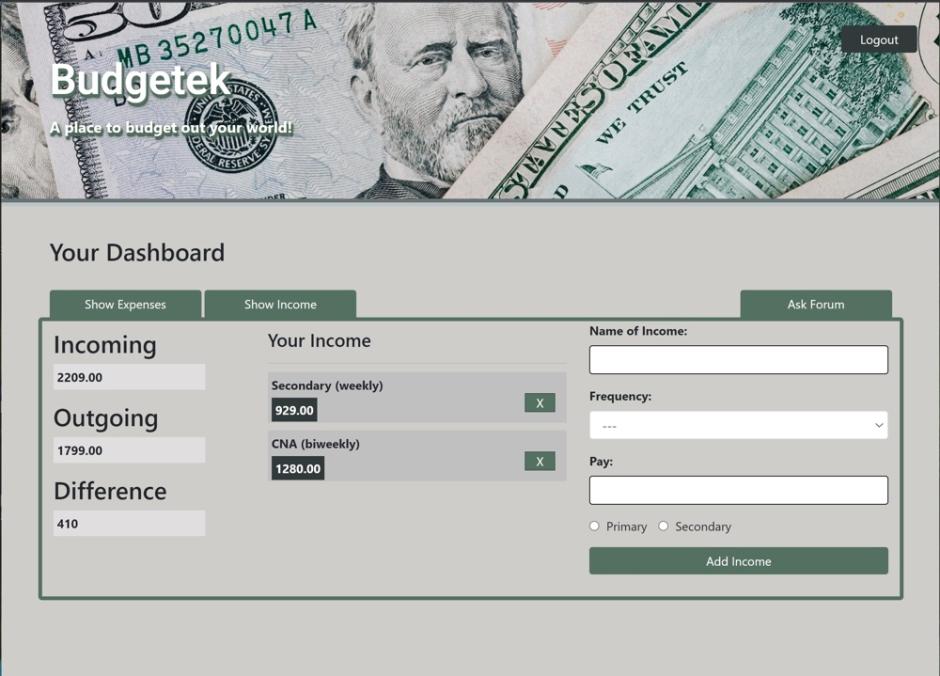 MB 35270047 A
Logout
Budgetek
A place to budget out your world!
WE TRUST
Your Dashboard
Show Expenses
Show Income
Ask Forum
Incoming
2209.00
Outgoing
1799.00
Difference
410
Your Income
Secondary (weekly)
929.00
X
CNA (biweekly)
1280.00
X
Name of Income:
Frequency:
---
Pay:
Primary
Secondary
Add Income